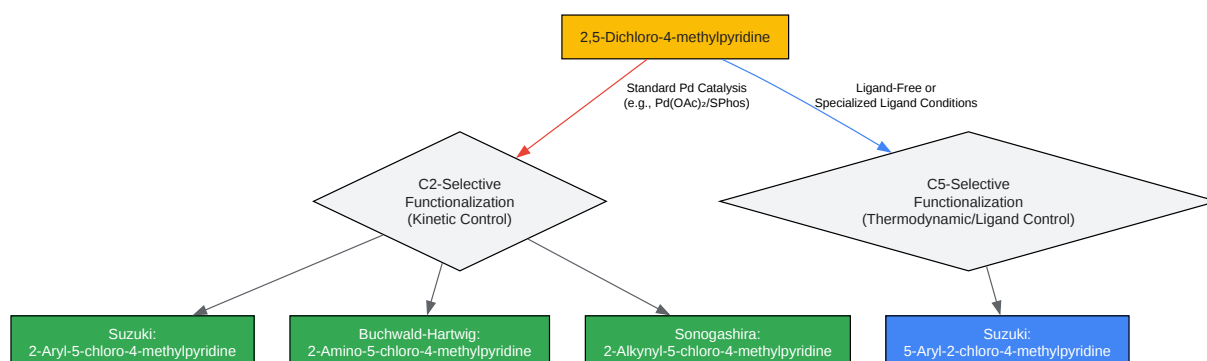 2,5-Dichloro-4-methylpyridine
Standard Pd Catalysis
(e.g., Pd(OAc)₂/SPhos)
Ligand-Free or
Specialized Ligand Conditions
C2-Selective
Functionalization
(Kinetic Control)
C5-Selective
Functionalization
(Thermodynamic/Ligand Control)
Suzuki:
2-Aryl-5-chloro-4-methylpyridine
Buchwald-Hartwig:
2-Amino-5-chloro-4-methylpyridine
Sonogashira:
2-Alkynyl-5-chloro-4-methylpyridine
Suzuki:
5-Aryl-2-chloro-4-methylpyridine